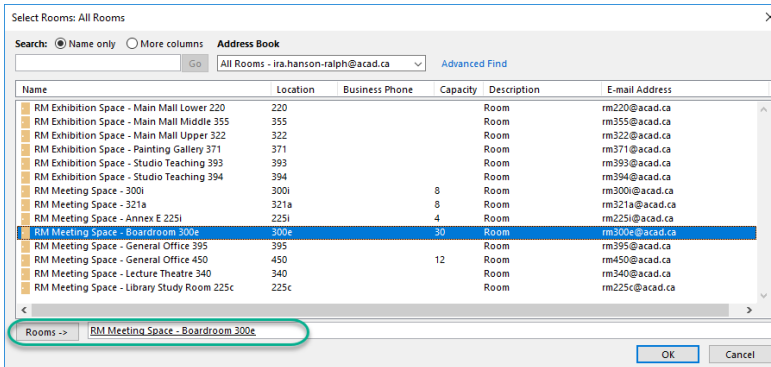 Select Rooms: All Rooms
Search: Name only More columns Address Book
Go All Rooms - ira.hanson-ralph@acad.ca Advanced Find
Name Location Business Phone Capacity Description E-mail Address
RM Exhibition Space - Main Mall Lower 220 220 Room rm220@acad.ca
RM Exhibition Space - Main Mall Middle 355 355 Room rm355@acad.ca
RM Exhibition Space - Main Mall Upper 322 322 Room rm322@acad.ca
RM Exhibition Space - Painting Gallery 371 371 Room rm371@acad.ca
RM Exhibition Space - Studio Teaching 393 393 Room rm393@acad.ca
RM Exhibition Space - Studio Teaching 394 394 Room rm394@acad.ca
RM Meeting Space - 300i 300i 8 Room rm300i@acad.ca
RM Meeting Space - 321a 321a 8 Room rm321a@acad.ca
RM Meeting Space - Annex E 225i 225i 4 Room rm225i@acad.ca
RM Meeting Space - Boardroom 300e 300e 30 Room rm300e@acad.ca
RM Meeting Space - General Office 395 395 Room rm395@acad.ca
RM Meeting Space - General Office 450 450 12 Room rm450@acad.ca
RM Meeting Space - Lecture Theatre 340 340 Room rm340@acad.ca
RM Meeting Space - Library Study Room 225c 225c Room rm225c@acad.ca
Rooms -> RM Meeting Space - Boardroom 300e
OK Cancel